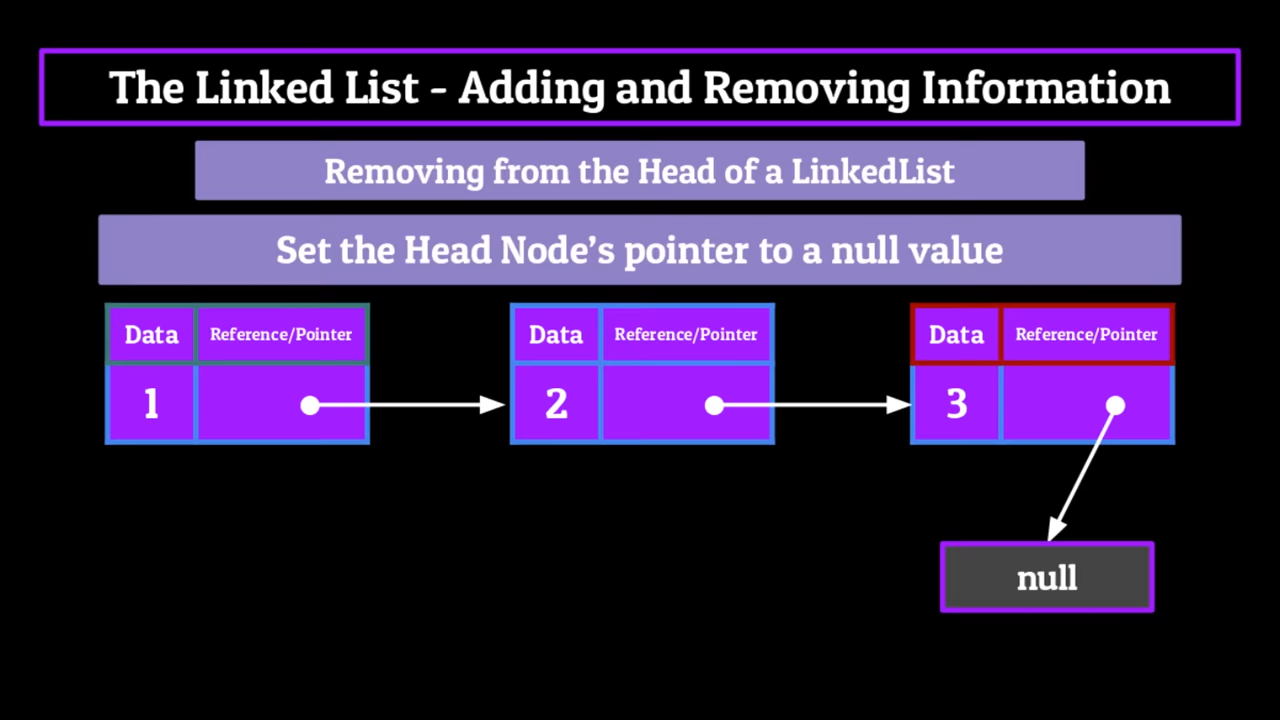 The Linked List - Adding and Removing Information
Removing from the Head of a LinkedList
Set the Head Node’s pointer to a null value
Data Reference/Pointer Data Reference/Pointer Data Reference/Pointer
1 2 3
null